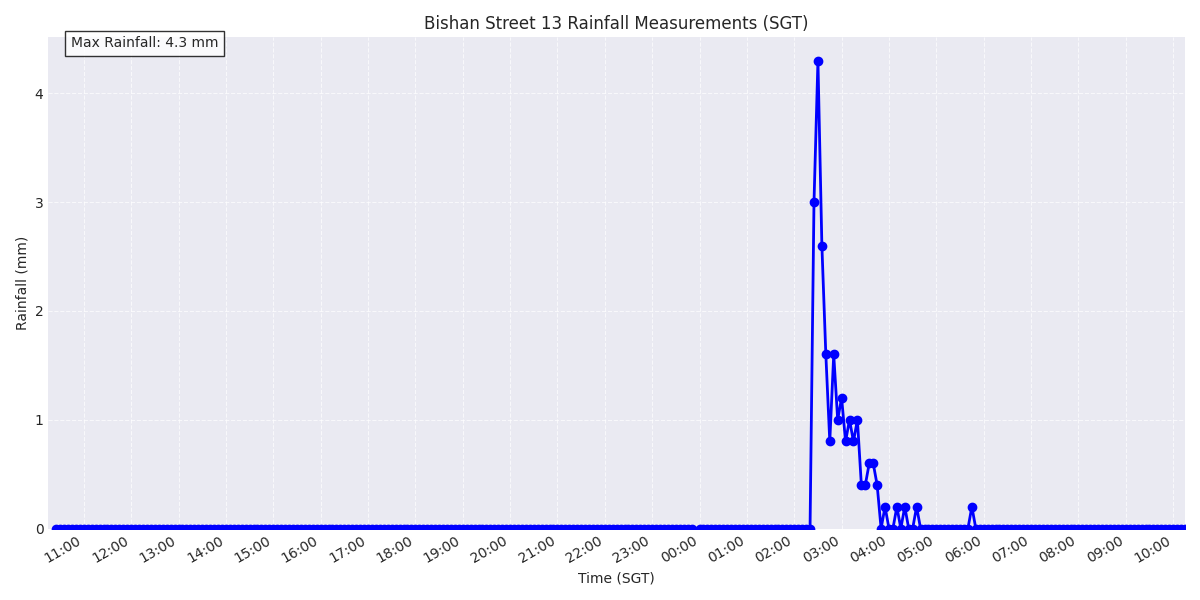 Bishan Street 13 Rainfall Measurements (SGT)
Max Rainfall: 4.3 mm
Rainfall (mm)
4
3
2
1
0
11:00 12:00 13:00 14:00 15:00 16:00 17:00 18:00 19:00 20:00 21:00 22:00 23:00 00:00 01:00 02:00 03:00 04:00 05:00 06:00 07:00 08:00 09:00 10:00
Time (SGT)